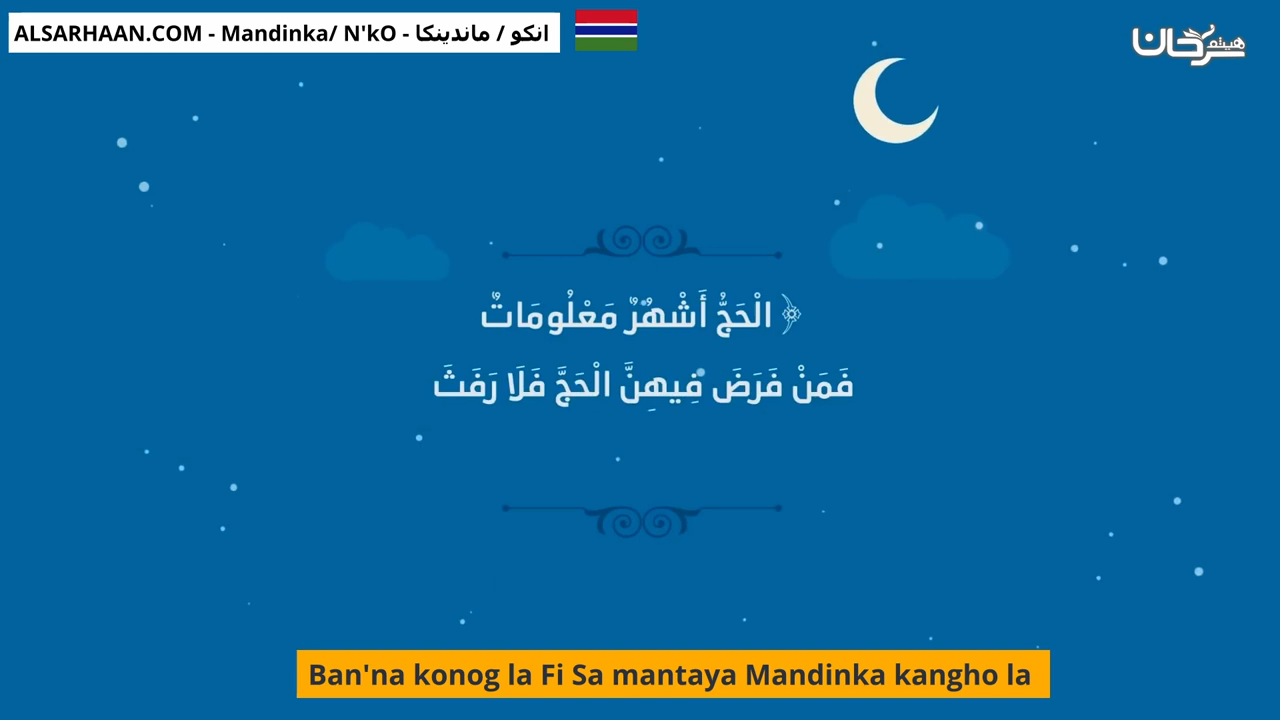 ALSARHAAN.COM - Mandinka/ N'kO - انكو / ماندينكا
هيثم سرحان
﴿ الْحَجُّ أَشْهُرٌ مَعْلُومَاتٌ
فَمَنْ فَرَضَ فِيهِنَّ الْحَجَّ فَلَا رَفَثَ
Ban'na konog la Fi Sa mantaya Mandinka kangho la